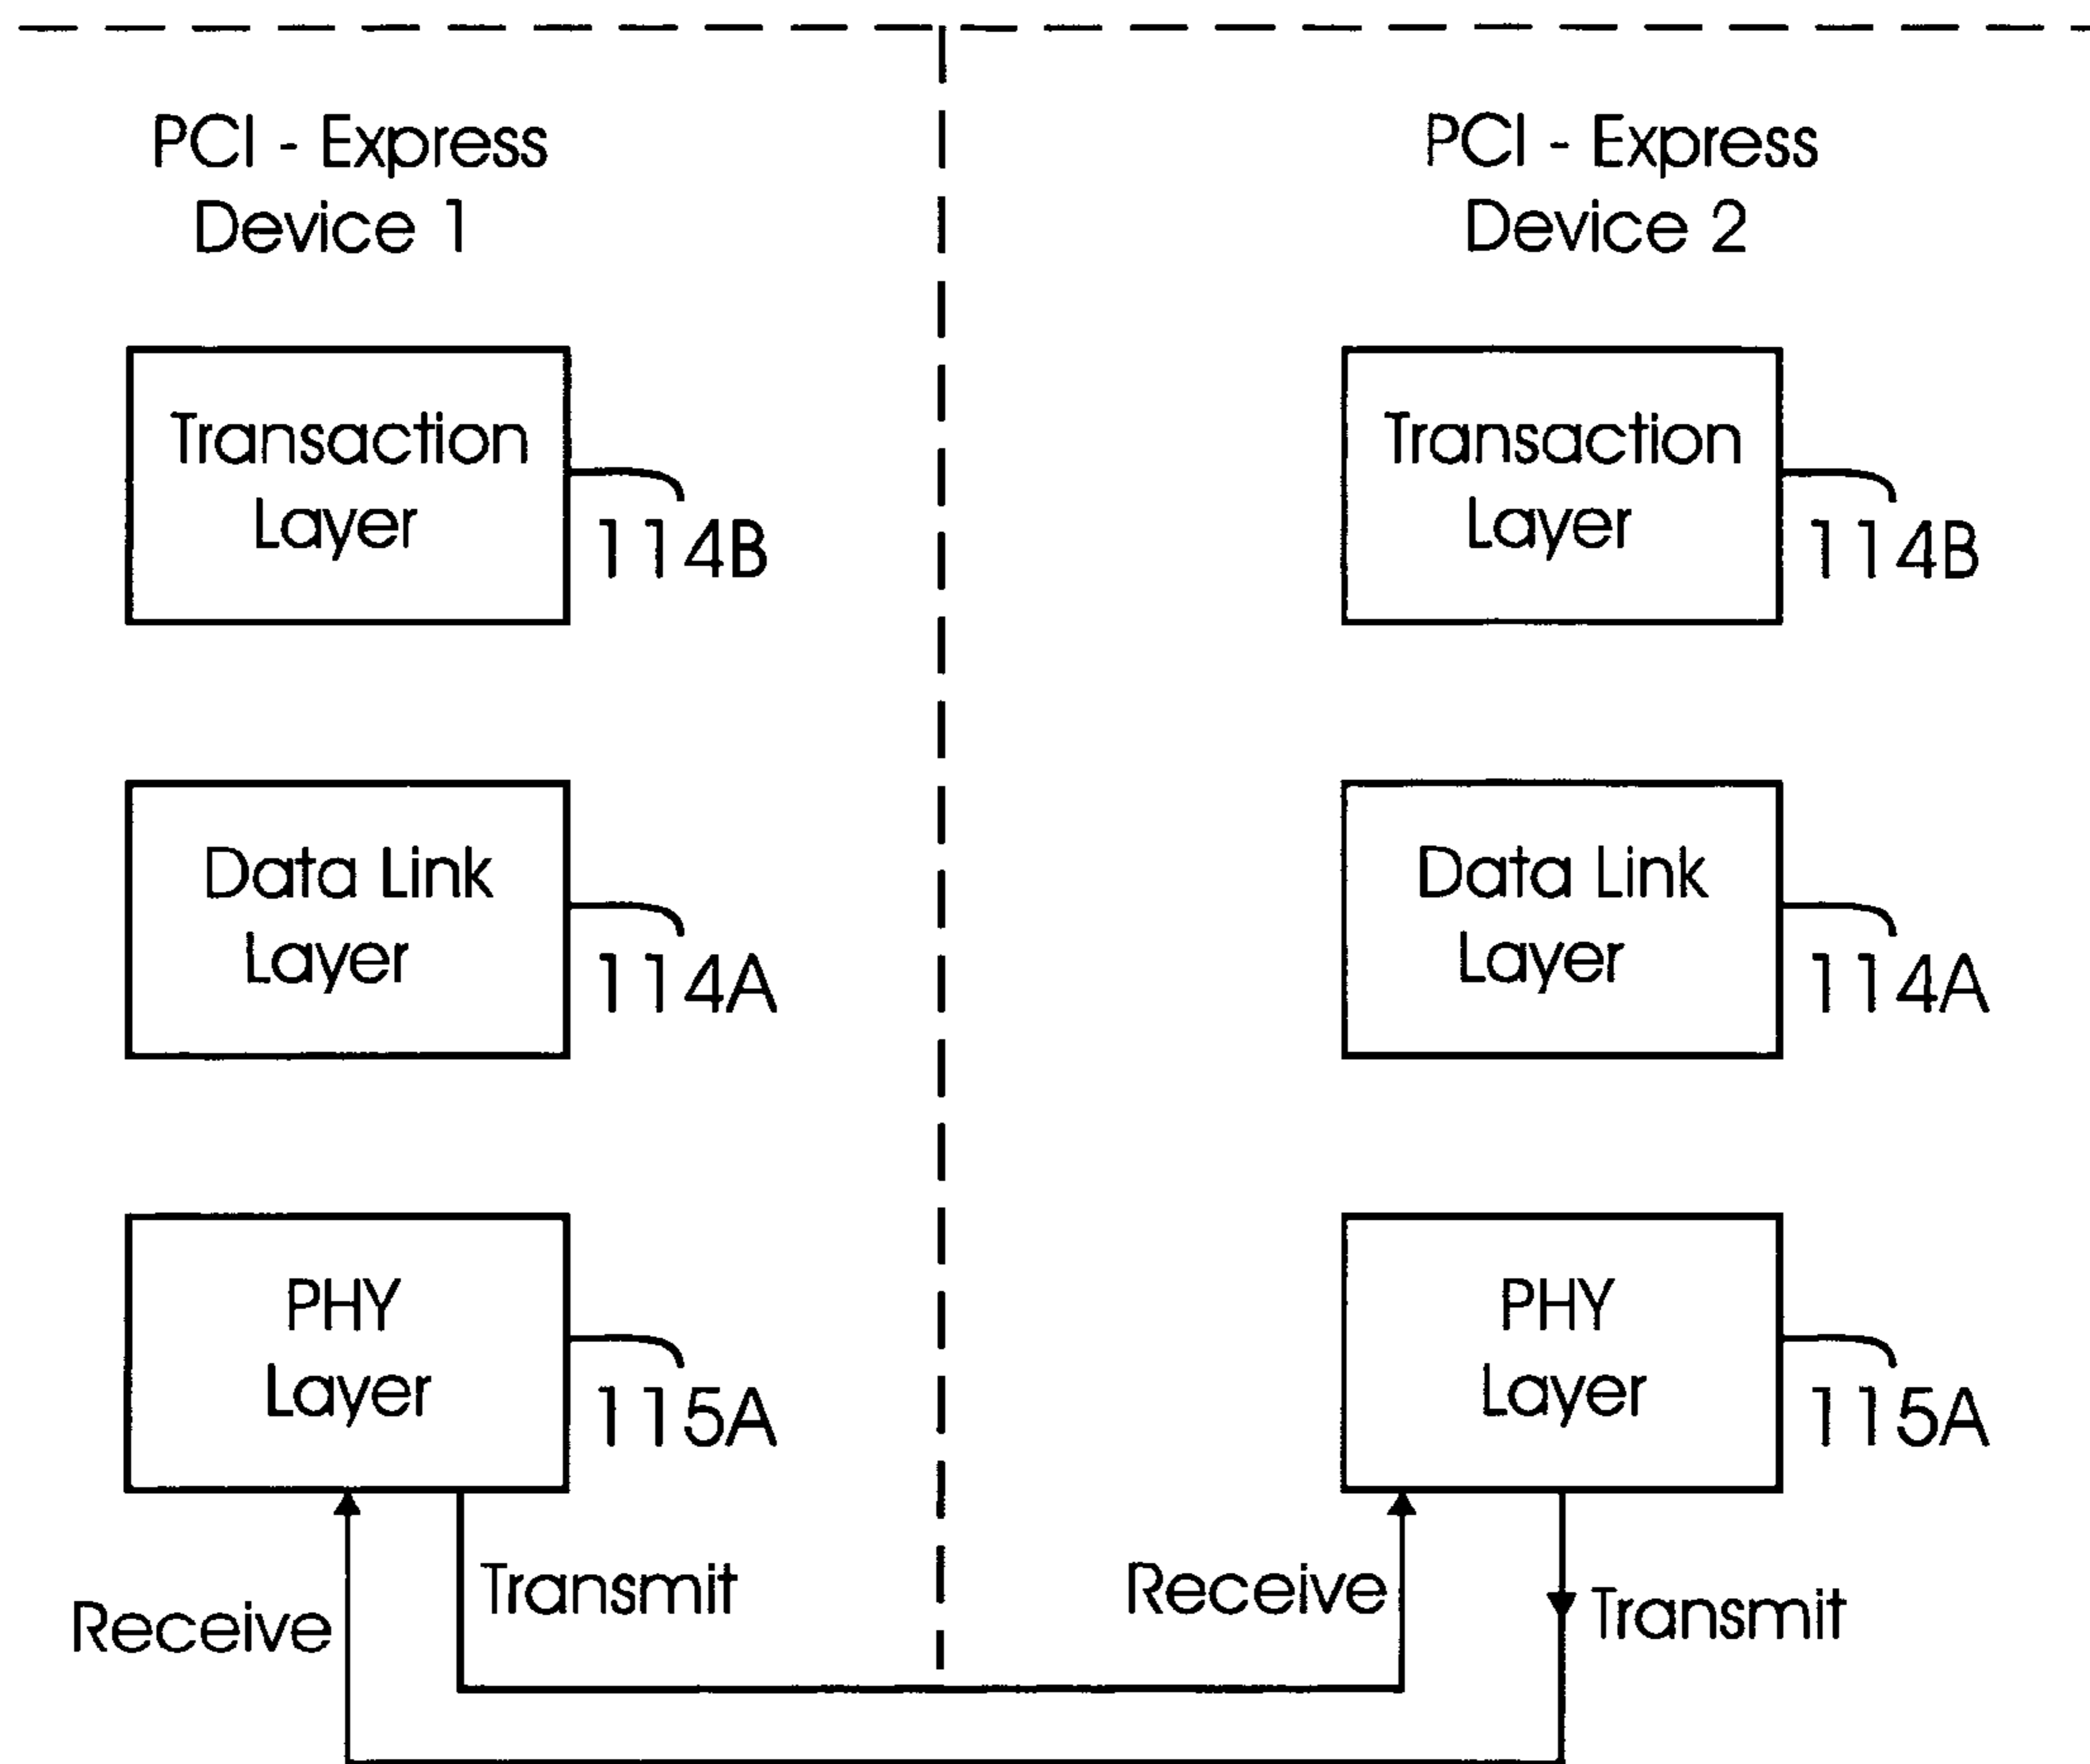 PCI - Express
Device 1
Transaction
Layer
114B
Data Link
Layer
114A
PHY
Layer
115A
Transmit
Receive
PCI - Express
Device 2
Transaction
Layer
114B
Data Link
Layer
114A
PHY
Layer
115A
Receive
Transmit